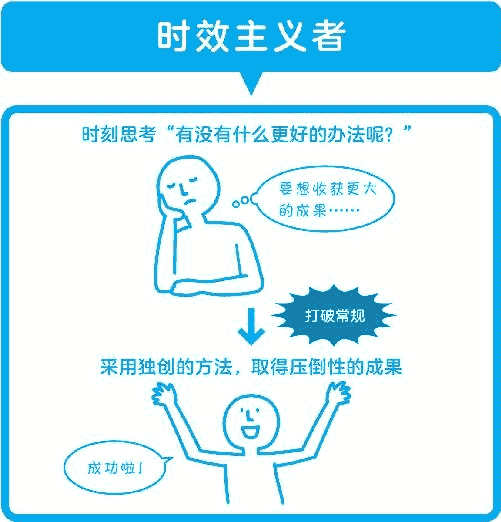 时效主义者
时刻思考“有没有什么更好的办法呢？”
要想收获更大
的成果……
打破常规
采用独创的方法，取得压倒性的成果
成功啦！